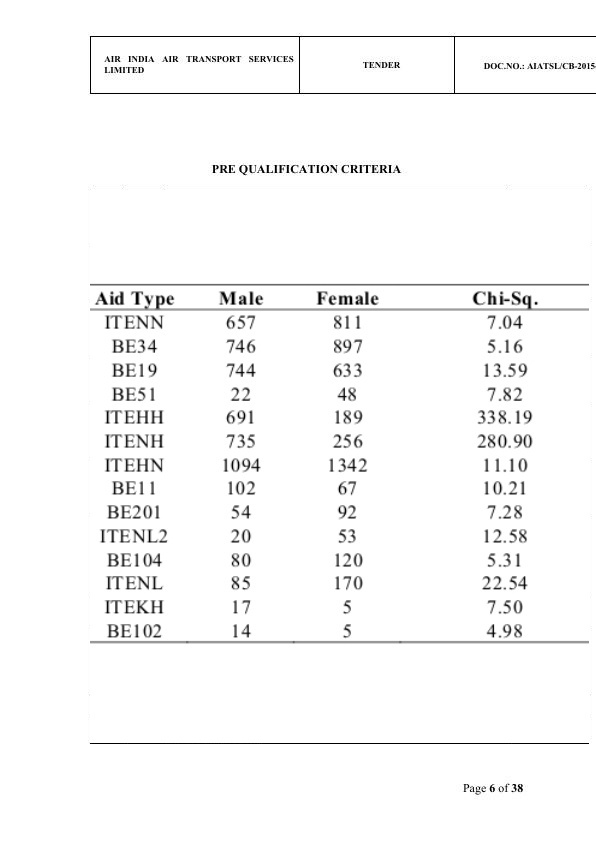 AIR INDIA AIR TRANSPORT SERVICES
LIMITED
TENDER
DOC.NO.: AIATSL/CB-2015-
PRE QUALIFICATION CRITERIA
Aid Type Male Female Chi-Sq.
ITENN 657 811 7.04
BE34 746 897 5.16
BE19 744 633 13.59
BE51 22 48 7.82
ITEHH 691 189 338.19
ITENH 735 256 280.90
ITEHN 1094 1342 11.10
BE11 102 67 10.21
BE201 54 92 7.28
ITENL2 20 53 12.58
BE104 80 120 5.31
ITENL 85 170 22.54
ITEKH 17 5 7.50
BE102 14 5 4.98
Page 6 of 38